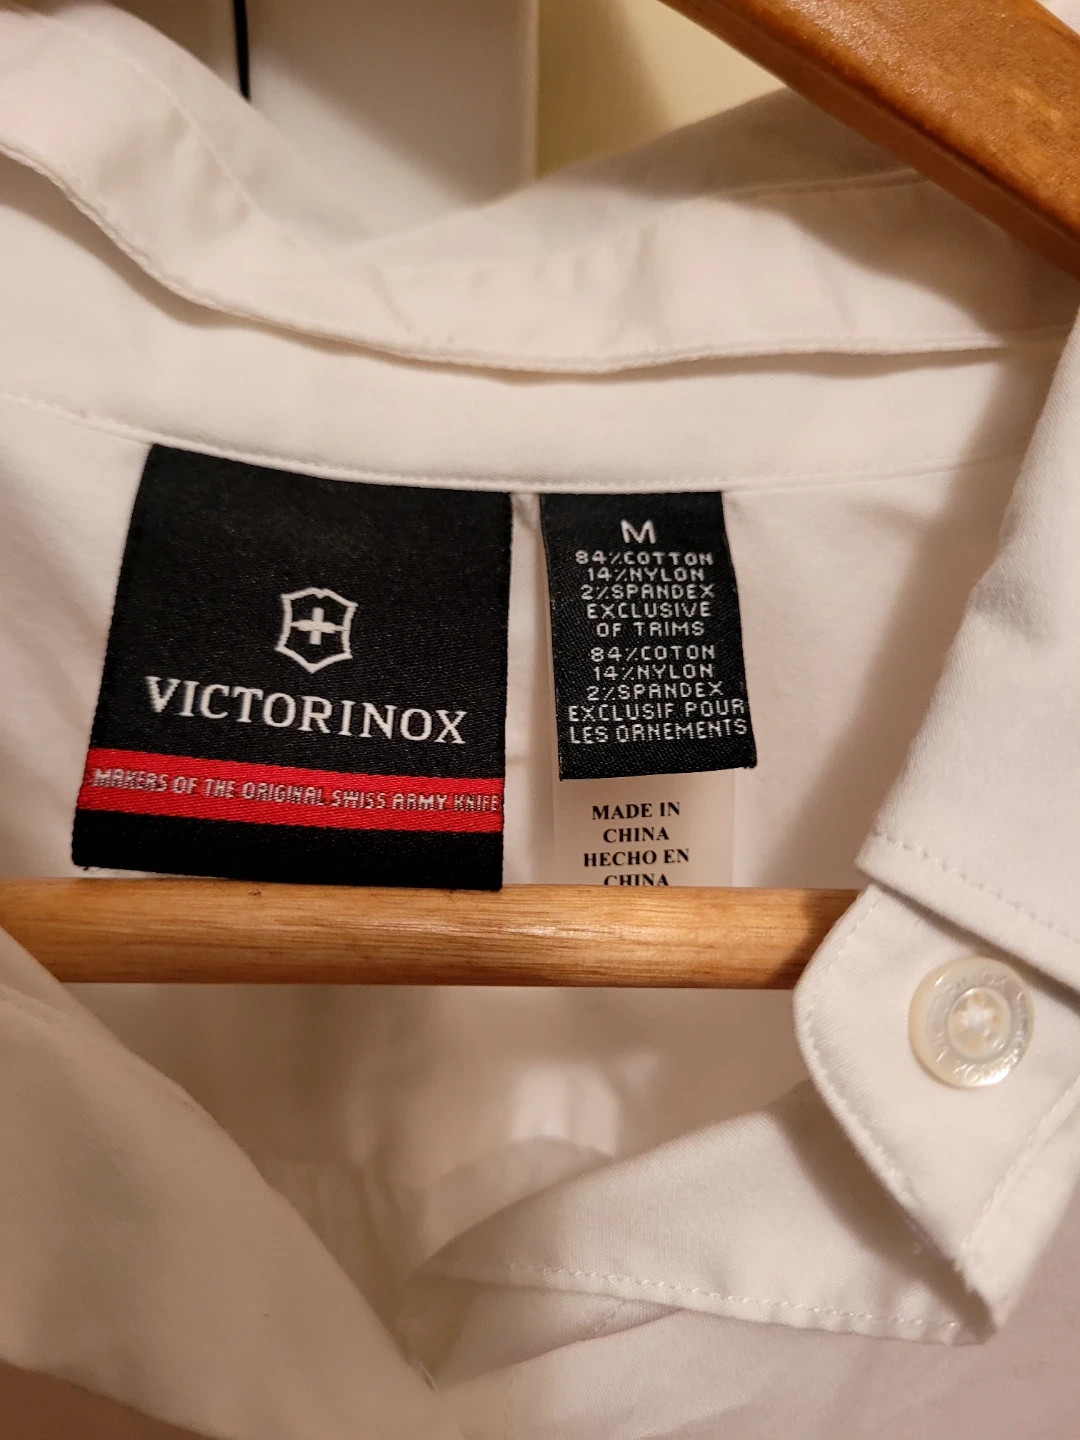 VICTORINOX
MAKERS OF THE ORIGINAL SWISS ARMY KNIFE
M
84%COTTON
14%NYLON
2%SPANDEX
EXCLUSIVE
OF TRIMS
84%COTON
14%NYLON
2%SPANDEX
EXCLUSIF POUR
LES ORNEMENTS
MADE IN
CHINA
HECHO EN
CHINA